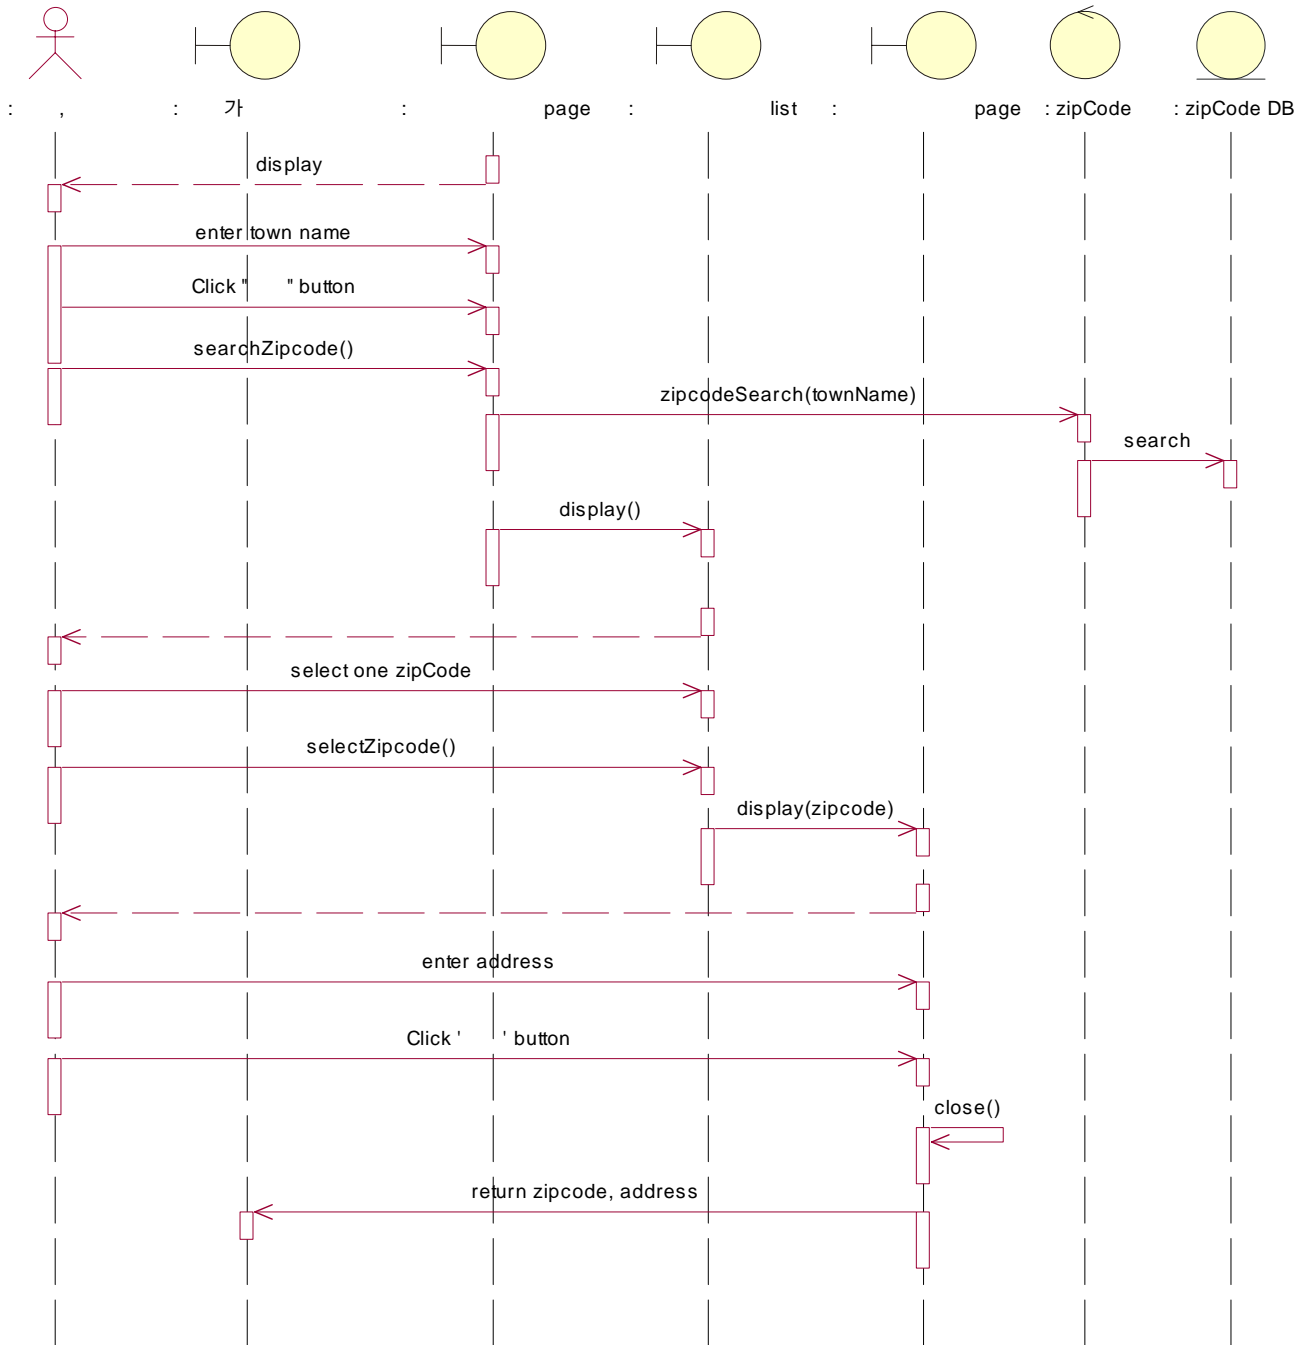 : , : 가 : page : list : page : zipCode : zipCode DB
display
enter town name
Click " " button
searchZipcode()
zipcodeSearch(townName)
search
display()
select one zipCode
selectZipcode()
display(zipcode)
enter address
Click ' ' button
close()
return zipcode, address